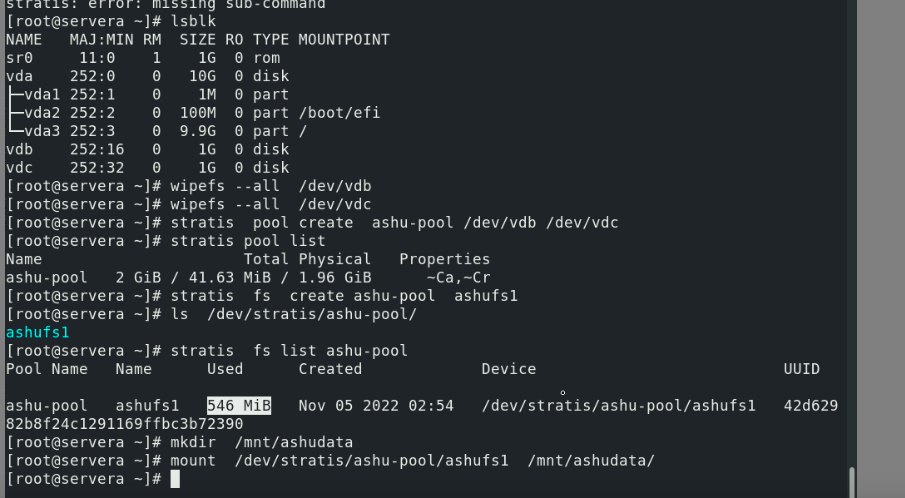 stratis: error: missing sub-command
[root@servera ~]# lsblk
NAME   MAJ:MIN RM  SIZE RO TYPE MOUNTPOINT
sr0     11:0    1    1G  0 rom
vda    252:0    0   10G  0 disk
├─vda1 252:1    0    1M  0 part
├─vda2 252:2    0  100M  0 part /boot/efi
└─vda3 252:3    0  9.9G  0 part /
vdb    252:16   0    1G  0 disk
vdc    252:32   0    1G  0 disk
[root@servera ~]# wipefs --all  /dev/vdb
[root@servera ~]# wipefs --all  /dev/vdc
[root@servera ~]# stratis  pool create  ashu-pool /dev/vdb /dev/vdc
[root@servera ~]# stratis pool list
Name                      Total Physical   Properties
ashu-pool   2 GiB / 41.63 MiB / 1.96 GiB      ~Ca,~Cr
[root@servera ~]# stratis  fs  create ashu-pool  ashufs1
[root@servera ~]# ls  /dev/stratis/ashu-pool/
ashufs1
[root@servera ~]# stratis  fs list ashu-pool
Pool Name   Name      Used      Created             Device                           UUID
ashu-pool   ashufs1   546 MiB   Nov 05 2022 02:54   /dev/stratis/ashu-pool/ashufs1   42d629
82b8f24c1291169ffbc3b72390
[root@servera ~]# mkdir  /mnt/ashudata
[root@servera ~]# mount  /dev/stratis/ashu-pool/ashufs1  /mnt/ashudata/
[root@servera ~]#